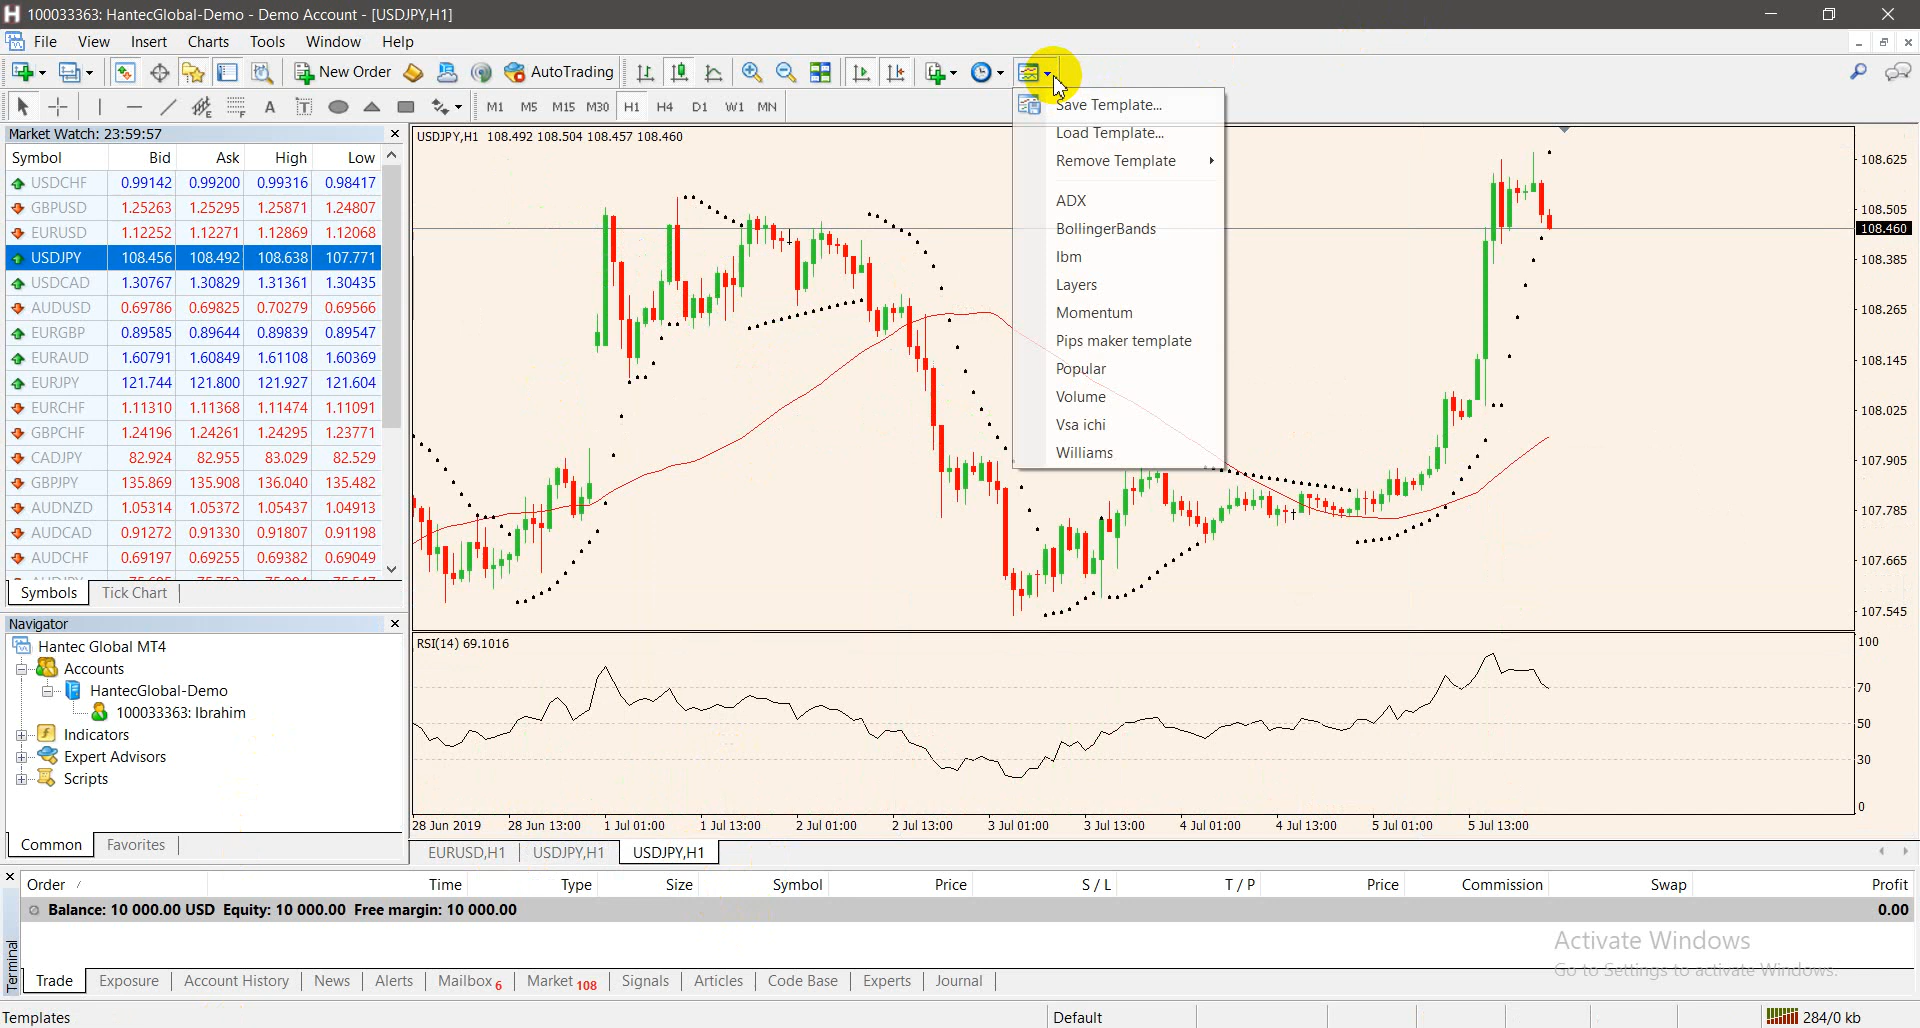 100033363: HantecGlobal-Demo - Demo Account - [USDJPY,H1]
File View Insert Charts Tools Window Help
New Order AutoTrading
A T M1 M5 M15 M30 H1 H4 D1 W1 MN
Market Watch: 23:59:57
Symbol Bid Ask High Low
USDCHF 0.99142 0.99200 0.99316 0.98417
GBPUSD 1.25263 1.25295 1.25871 1.24807
EURUSD 1.12252 1.12271 1.12869 1.12068
USDJPY 108.456 108.492 108.638 107.771
USDCAD 1.30767 1.30829 1.31361 1.30435
AUDUSD 0.69786 0.69825 0.70279 0.69566
EURGBP 0.89585 0.89644 0.89839 0.89547
EURAUD 1.60791 1.60849 1.61108 1.60369
EURJPY 121.744 121.800 121.927 121.604
EURCHF 1.11310 1.11368 1.11474 1.11091
GBPCHF 1.24196 1.24261 1.24295 1.23771
CADJPY 82.924 82.955 83.029 82.529
GBPJPY 135.869 135.908 136.040 135.482
AUDNZD 1.05314 1.05372 1.05437 1.04913
AUDCAD 0.91272 0.91330 0.91807 0.91198
AUDCHF 0.69197 0.69255 0.69382 0.69049
Symbols Tick Chart
Navigator
Hantec Global MT4
Accounts
HantecGlobal-Demo
100033363: Ibrahim
Indicators
Expert Advisors
Scripts
Common Favorites
USDJPY,H1 108.492 108.504 108.457 108.460
Save Template...
Load Template...
Remove Template
ADX
BollingerBands
Ibm
Layers
Momentum
Pips maker template
Popular
Volume
Vsa ichi
Williams
108.625
108.505
108.460
108.385
108.265
108.145
108.025
107.905
107.785
107.665
107.545
RSI(14) 69.1016
100
70
50
30
0
28 Jun 2019 28 Jun 13:00 1 Jul 01:00 1 Jul 13:00 2 Jul 01:00 2 Jul 13:00 3 Jul 01:00 3 Jul 13:00 4 Jul 01:00 4 Jul 13:00 5 Jul 01:00 5 Jul 13:00
EURUSD,H1 USDJPY,H1 USDJPY,H1
Order / Time Type Size Symbol Price S / L T / P Price Commission Swap Profit
Balance: 10 000.00 USD Equity: 10 000.00 Free margin: 10 000.00 0.00
Activate Windows
Go to Settings to activate Windows.
Terminal
Trade Exposure Account History News Alerts Mailbox 6 Market 108 Signals Articles Code Base Experts Journal
Templates Default 284/0 kb